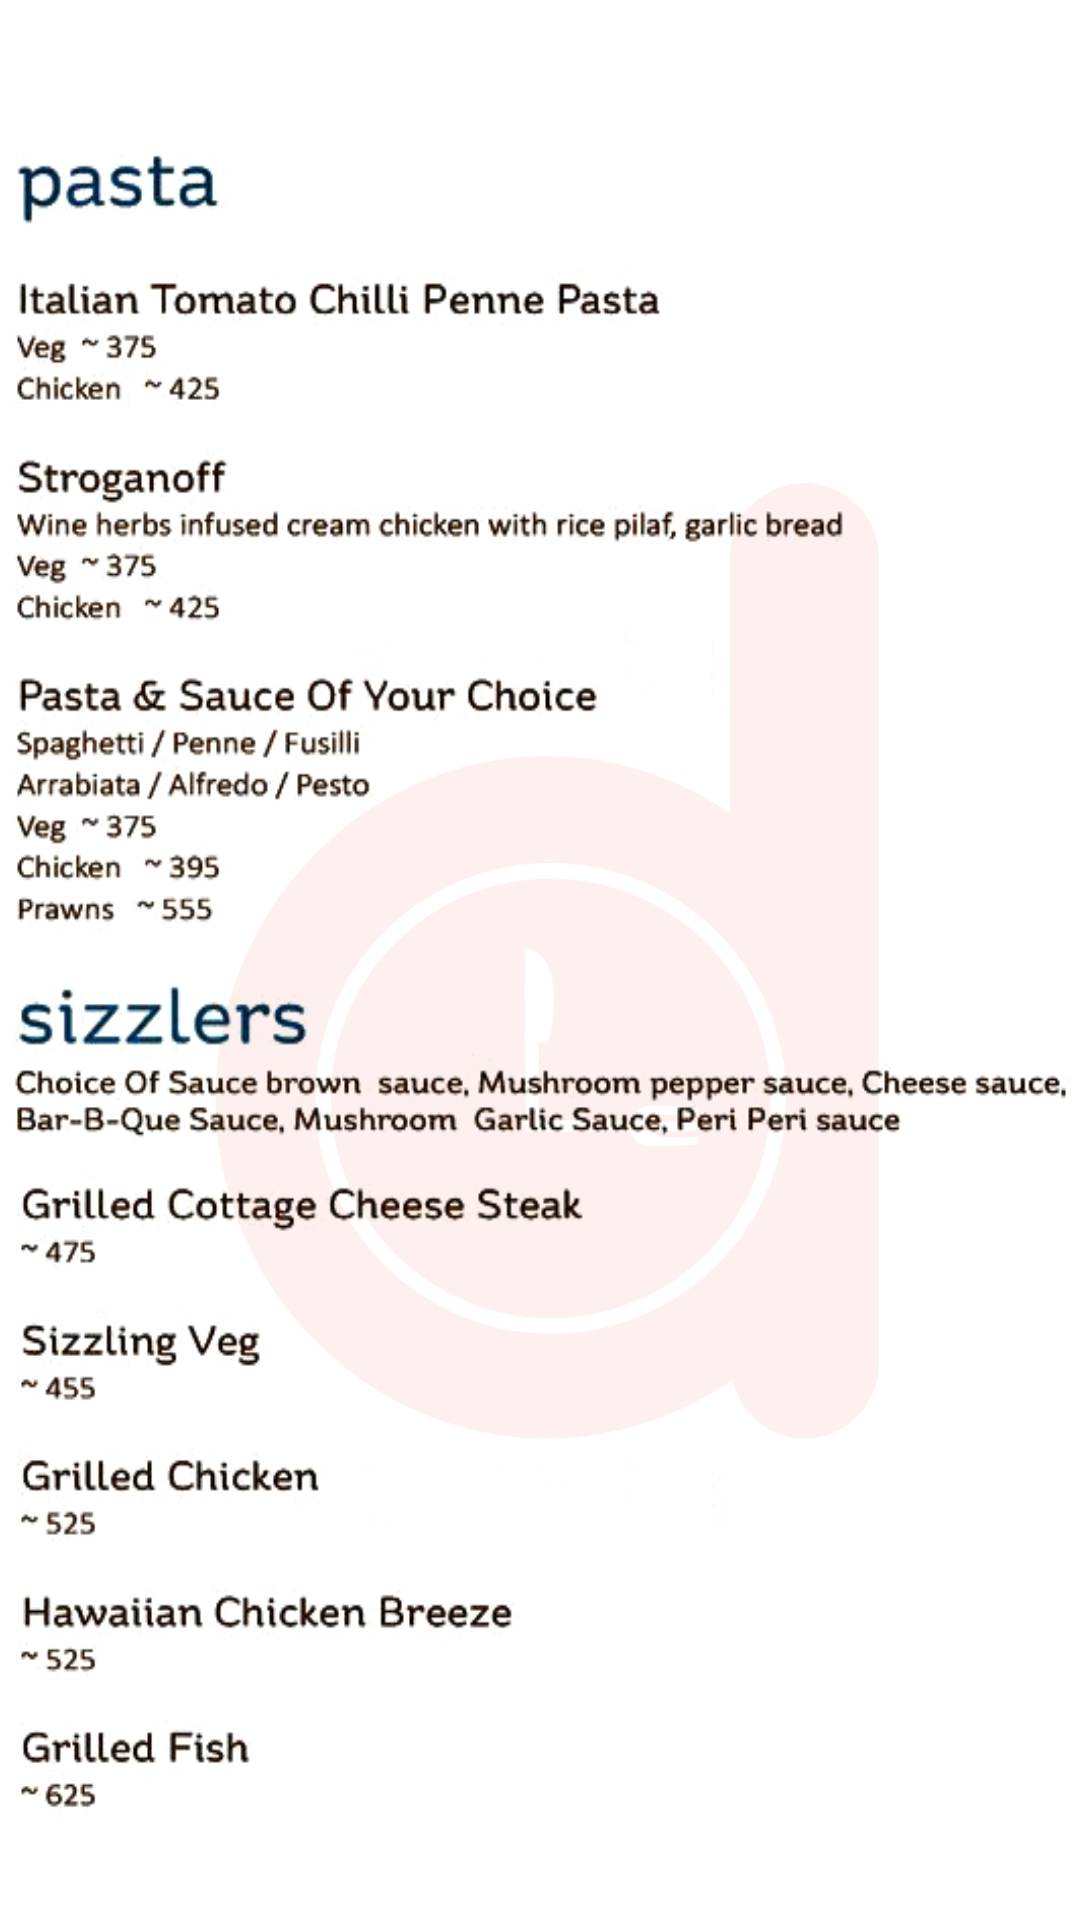 pasta
Italian Tomato Chilli Penne Pasta
Veg ~ 375
Chicken ~ 425
Stroganoff
Wine herbs infused cream chicken with rice pilaf, garlic bread
Veg ~ 375
Chicken ~ 425
Pasta & Sauce Of Your Choice
Spaghetti / Penne / Fusilli
Arrabiata / Alfredo / Pesto
Veg ~ 375
Chicken ~ 395
Prawns ~ 555
sizzlers
Choice Of Sauce brown sauce, Mushroom pepper sauce, Cheese sauce,
Bar-B-Que Sauce, Mushroom Garlic Sauce, Peri Peri sauce
Grilled Cottage Cheese Steak
~ 475
Sizzling Veg
~ 455
Grilled Chicken
~ 525
Hawaiian Chicken Breeze
~ 525
Grilled Fish
~ 625